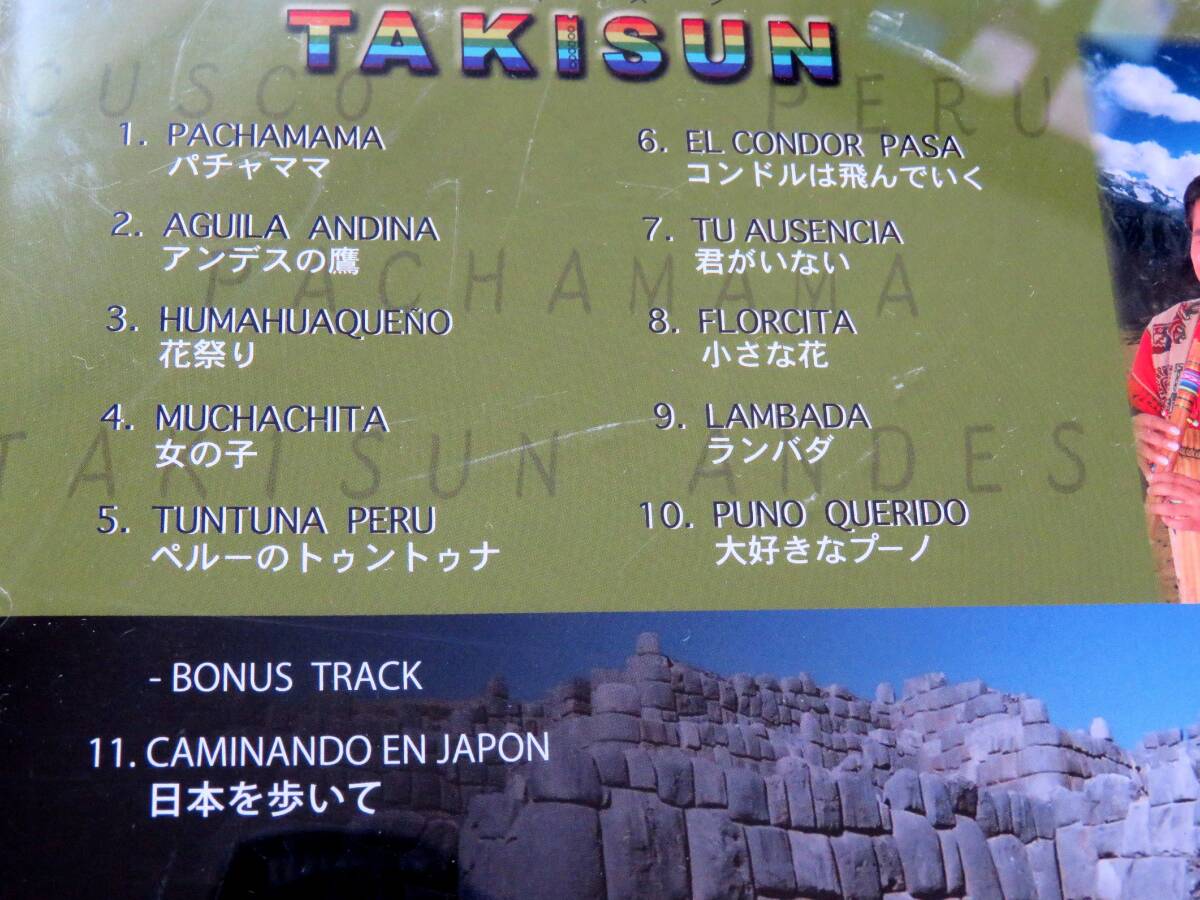 TAKISUN
CUSCO PERU
1. PACHAMAMA
パチャママ
2. AGUILA ANDINA
アンデスの鷹
3. HUMAHUAQUEÑO
花祭り
4. MUCHACHITA
女の子
5. TUNTUNA PERU
ペルーのトゥントゥナ
6. EL CONDOR PASA
コンドルは飛んでいく
7. TU AUSENCIA
君がいない
8. FLORCITA
小さな花
9. LAMBADA
ランバダ
10. PUNO QUERIDO
大好きなプーノ
PACHAMAMA
TAKISUN ANDES
- BONUS TRACK
11. CAMINANDO EN JAPON
日本を歩いて